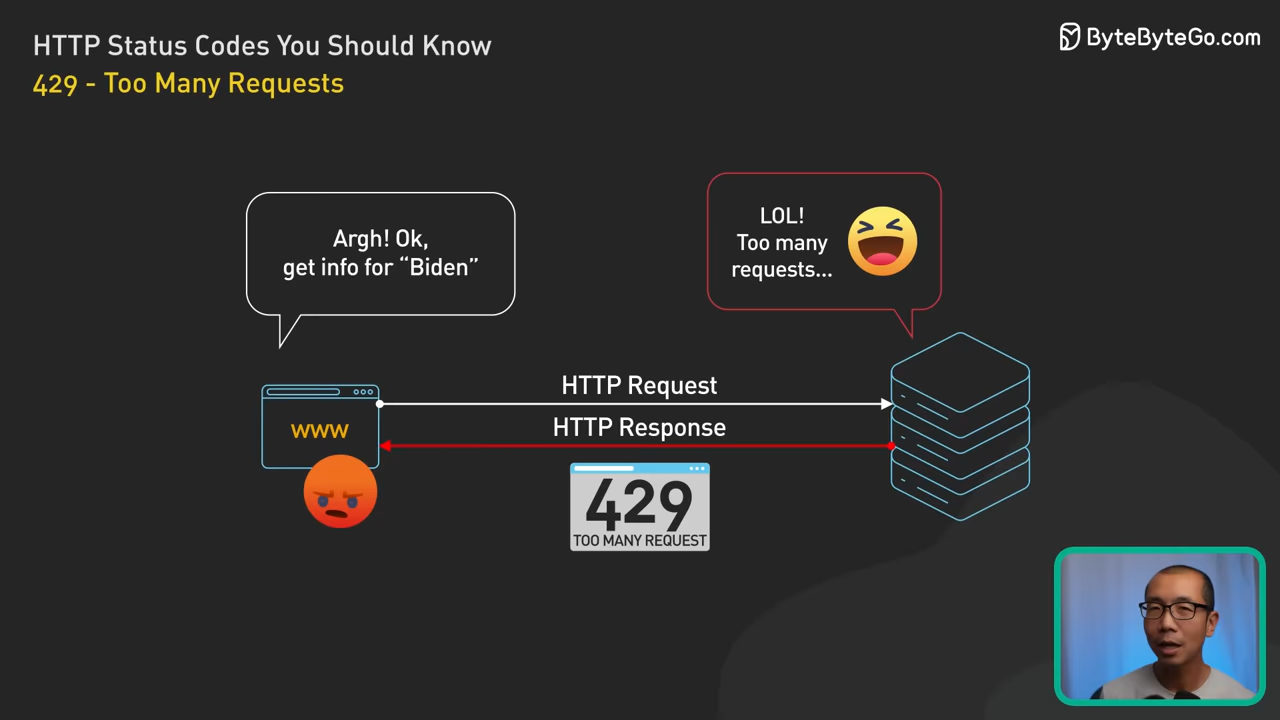 HTTP Status Codes You Should Know
429 - Too Many Requests
ByteByteGo.com
Argh! Ok,
get info for “Biden”
LOL!
Too many
requests...
HTTP Request
HTTP Response
www
429
TOO MANY REQUEST